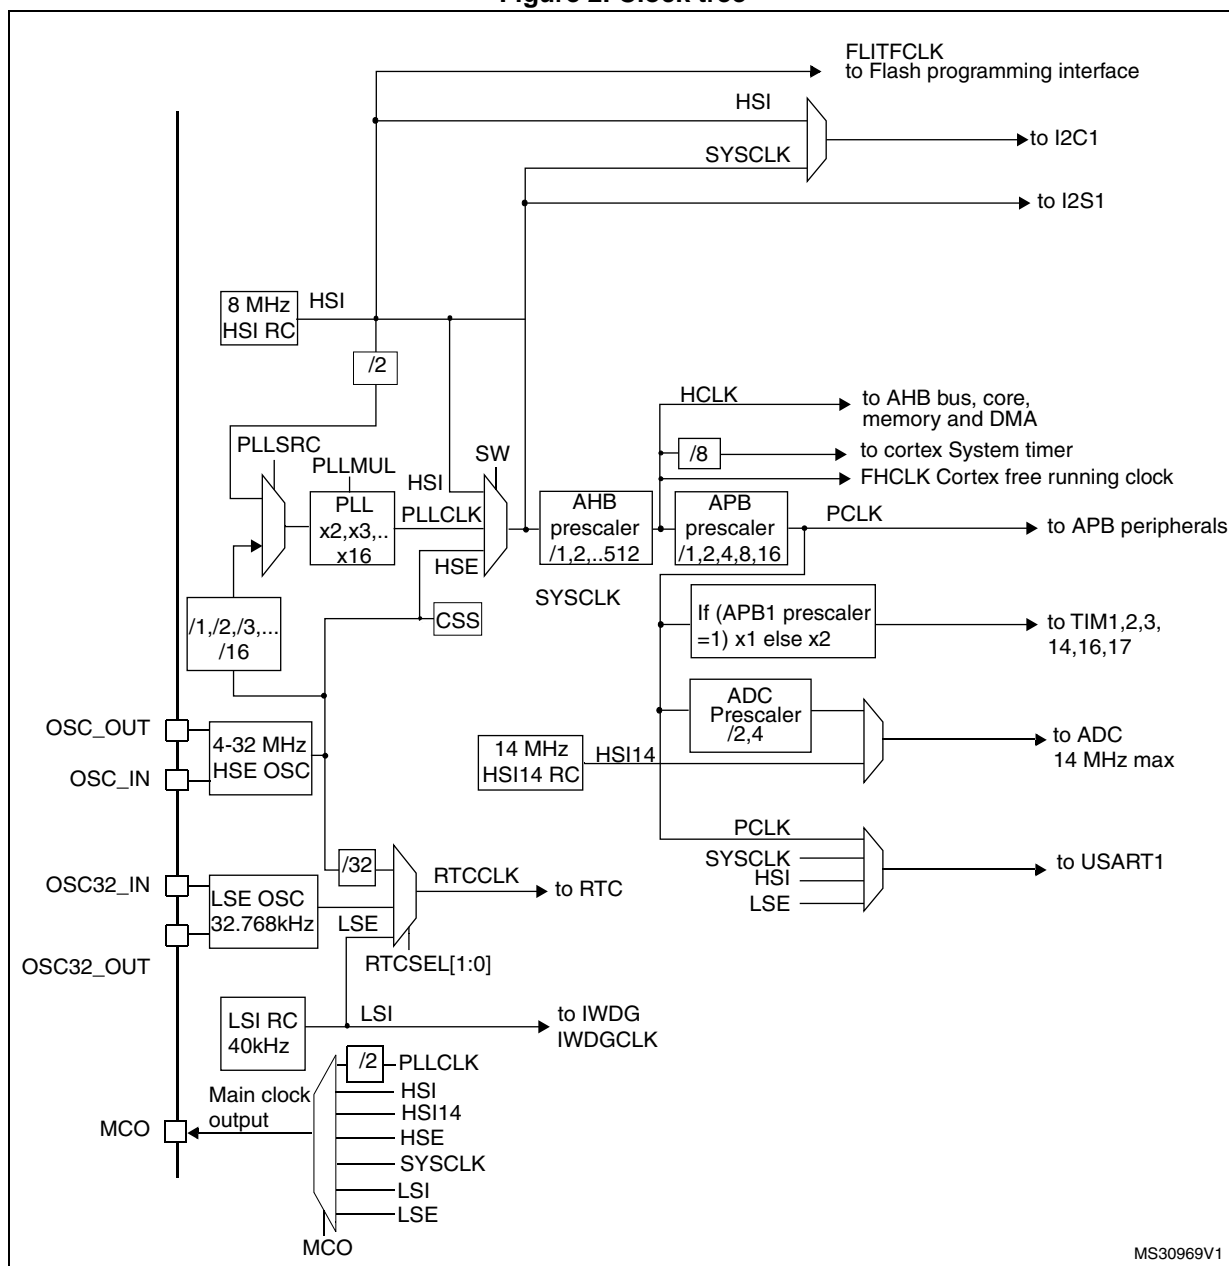 Figure 2. Clock tree
FLITFCLK
to Flash programming interface
HSI
to I2C1
SYSCLK
to I2S1
8 MHz
HSI RC
HSI
/2
HCLK
to AHB bus, core,
memory and DMA
/8
to cortex System timer
FHCLK Cortex free running clock
PLLSRC
PLLMUL
SW
HSI
PLL
x2,x3,..
x16
PLLCLK
HSE
AHB
prescaler
/1,2,..512
APB
prescaler
/1,2,4,8,16
PCLK
to APB peripherals
SYSCLK
CSS
/1,/2,/3,...
/16
If (APB1 prescaler
=1) x1 else x2
to TIM1,2,3,
14,16,17
OSC_OUT
OSC_IN
4-32 MHz
HSE OSC
14 MHz
HSI14 RC
HSI14
ADC
Prescaler
/2,4
to ADC
14 MHz max
PCLK
SYSCLK
HSI
LSE
to USART1
/32
OSC32_IN
OSC32_OUT
LSE OSC
32.768kHz
LSE
RTCCLK
to RTC
RTCSEL[1:0]
LSI RC
40kHz
LSI
to IWDG
IWDGCLK
/2
PLLCLK
HSI
HSI14
HSE
SYSCLK
LSI
LSE
Main clock
output
MCO
MCO
MS30969V1